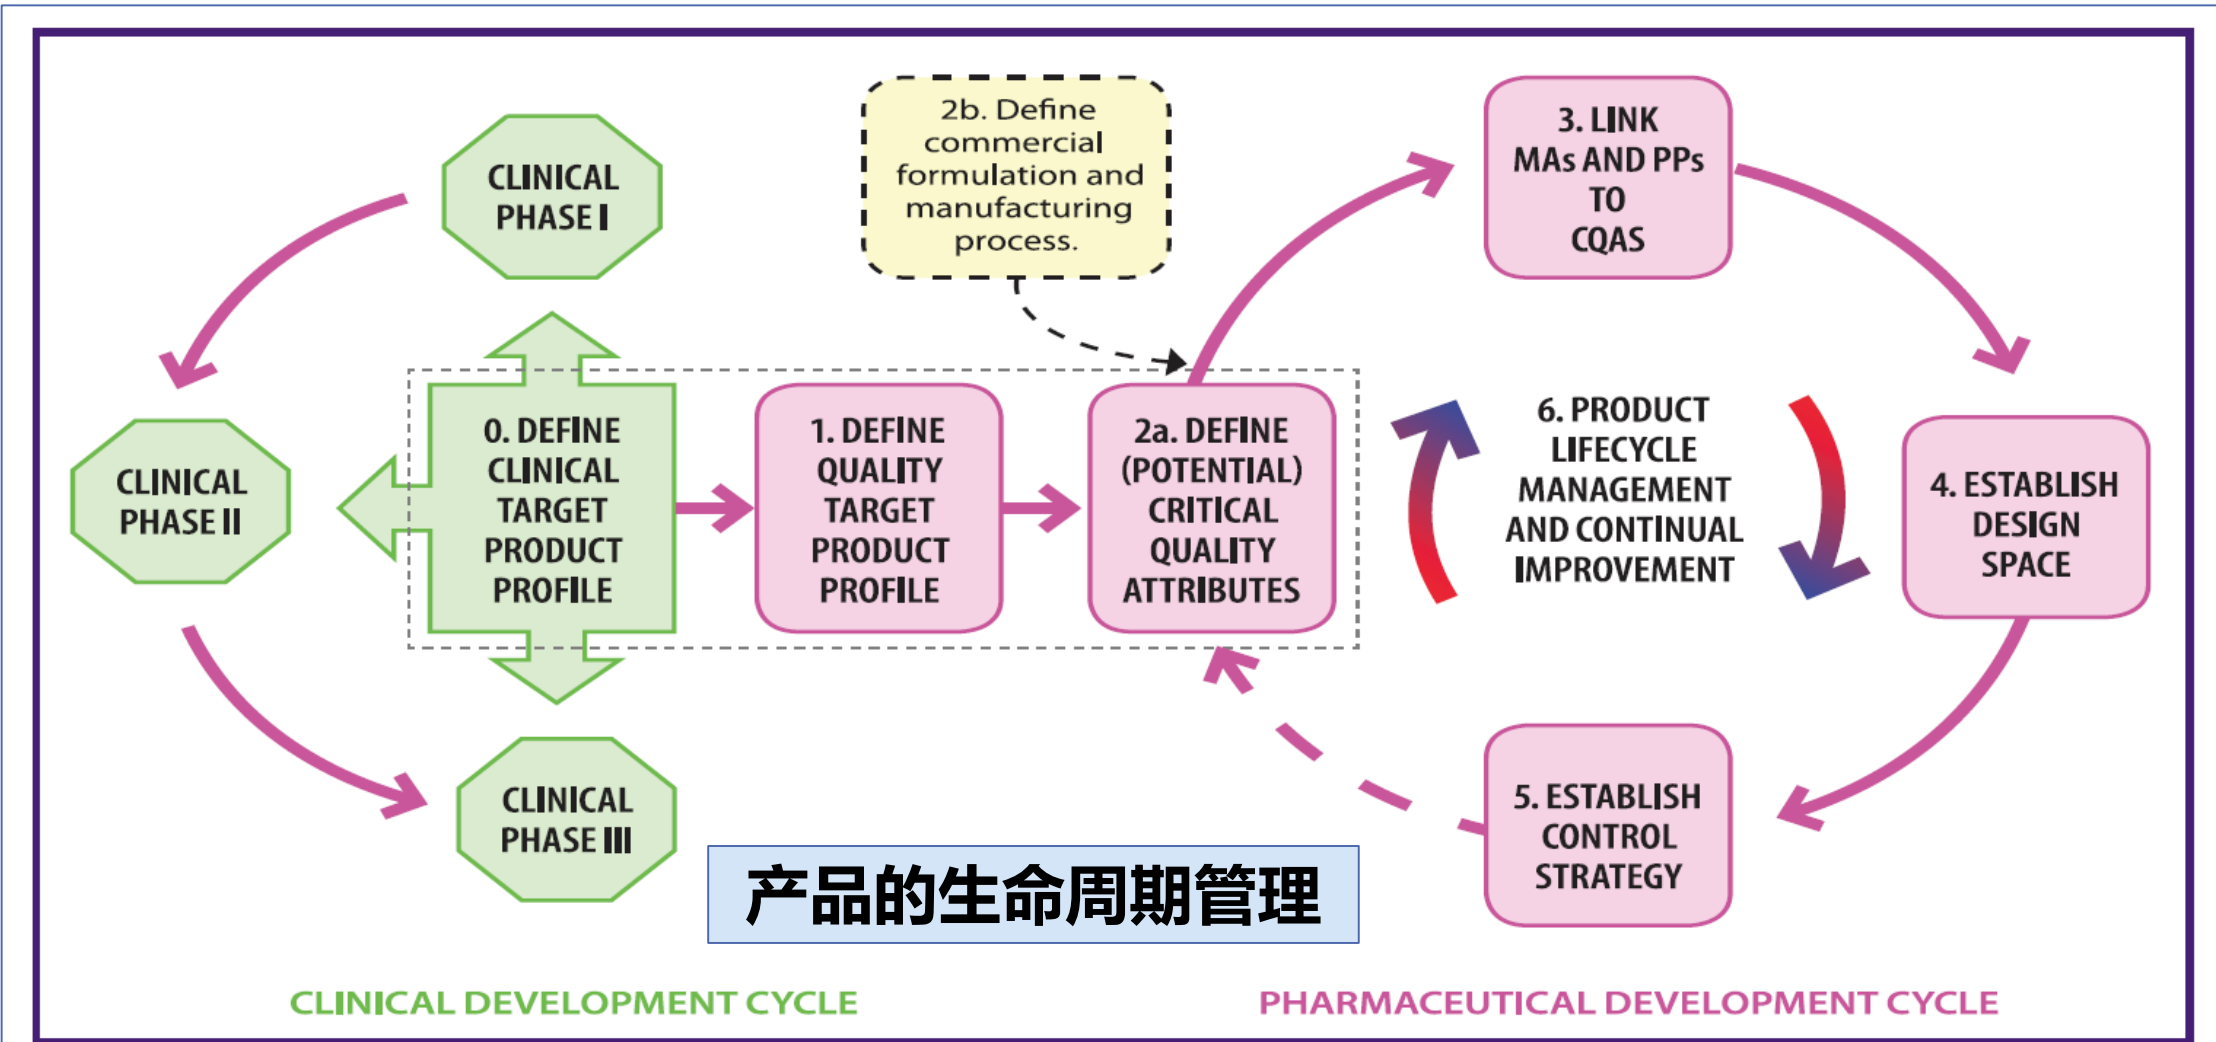 CLINICAL
PHASE I
CLINICAL
PHASE II
CLINICAL
PHASE III
0. DEFINE
CLINICAL
TARGET
PRODUCT
PROFILE
1. DEFINE
QUALITY
TARGET
PRODUCT
PROFILE
2b. Define
commercial
formulation and
manufacturing
process.
2a. DEFINE
(POTENTIAL)
CRITICAL
QUALITY
ATTRIBUTES
3. LINK
MAs AND PPs
TO
CQAS
6. PRODUCT
LIFECYCLE
MANAGEMENT
AND CONTINUAL
IMPROVEMENT
4. ESTABLISH
DESIGN
SPACE
5. ESTABLISH
CONTROL
STRATEGY
产品的生命周期管理
CLINICAL DEVELOPMENT CYCLE
PHARMACEUTICAL DEVELOPMENT CYCLE